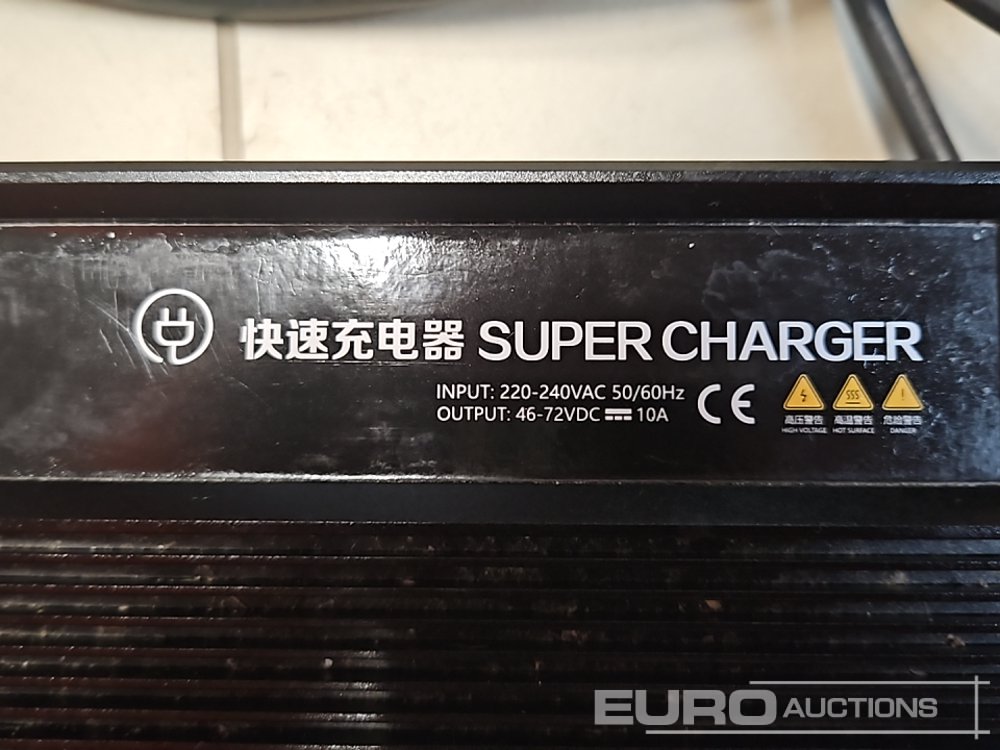 快速充电器 SUPER CHARGER
INPUT: 220-240VAC 50/60Hz
OUTPUT: 46-72VDC 10A
CE
高压警告 高温警告 危险警告
HIGH VOLTAGE HOT SURFACE DANGER
EURO AUCTIONS